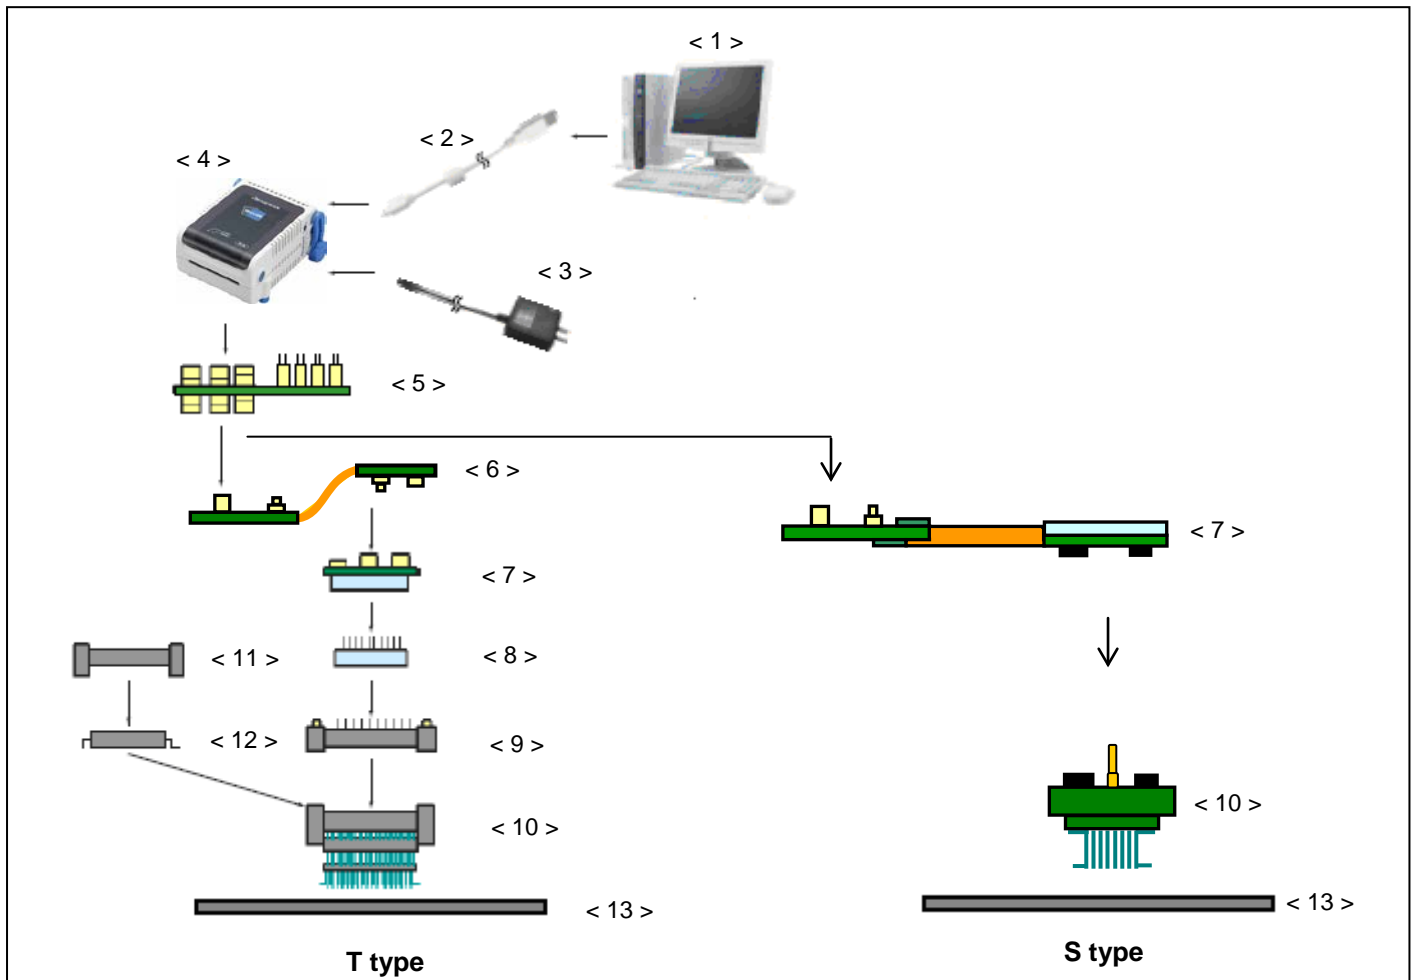 < 1 >
< 2 >
< 4 >
< 3 >
< 5 >
< 6 >
< 7 >
< 7 >
< 11 >
< 8 >
< 12 >
< 9 >
< 10 >
< 10 >
< 13 >
< 13 >
T type
S type